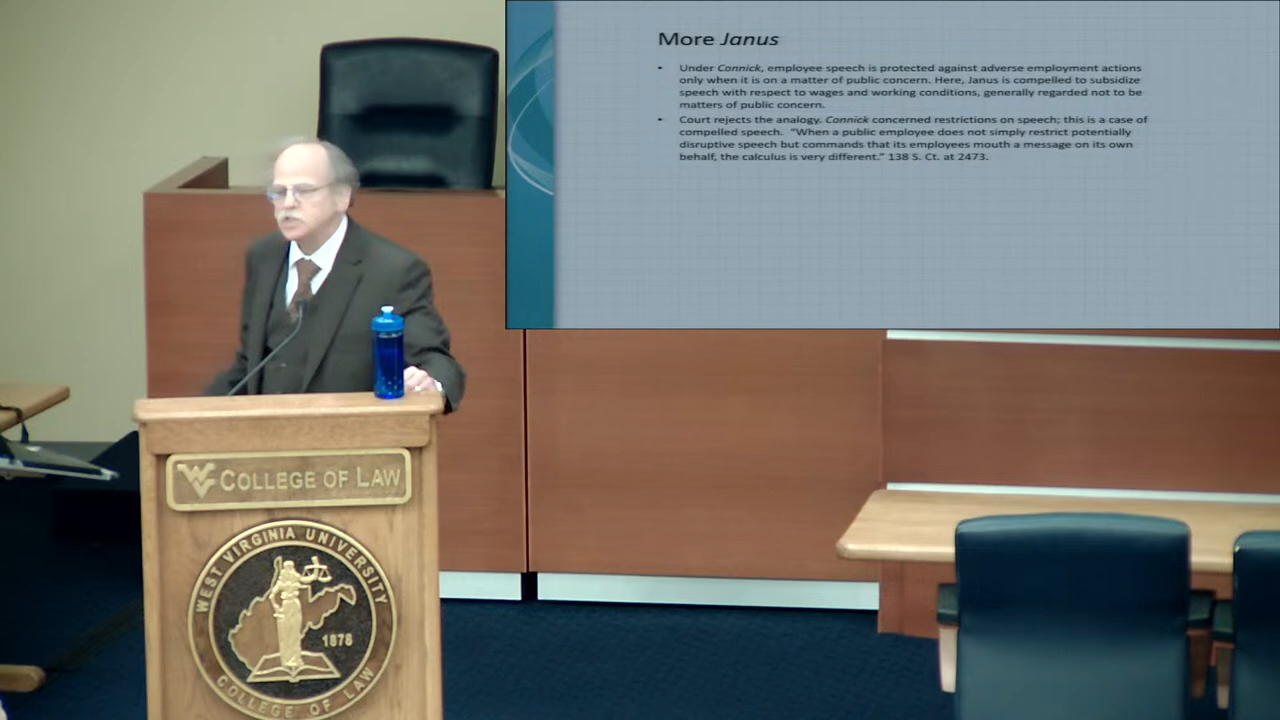 More Janus
• Under Connick, employee speech is protected against adverse employment actions
only when it is on a matter of public concern. Here, Janus is compelled to subsidize
speech with respect to wages and working conditions, generally regarded not to be
matters of public concern.
• Court rejects the analogy. Connick concerned restrictions on speech; this is a case of
compelled speech. “When a public employee does not simply restrict potentially
disruptive speech but commands that its employees mouth a message on its own
behalf, the calculus is very different.” 138 S. Ct. at 2473.
WV COLLEGE OF LAW
WEST VIRGINIA UNIVERSITY
1878
COLLEGE OF LAW